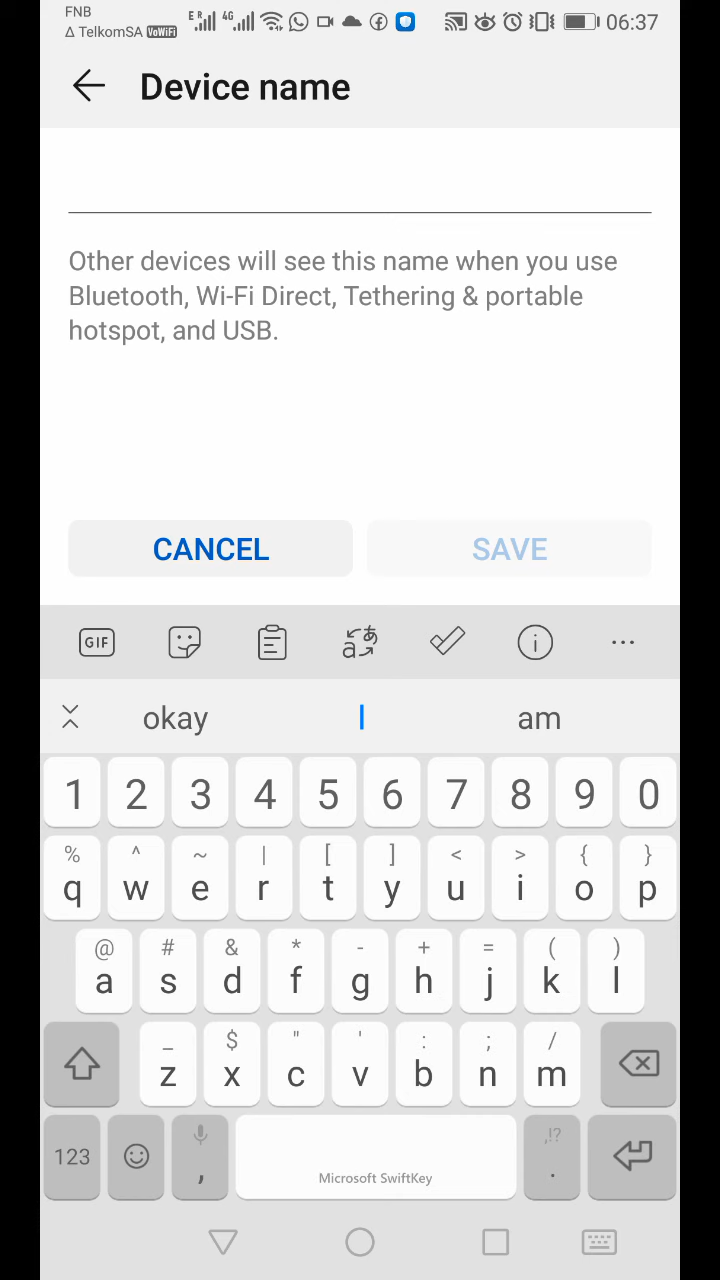 FNB
TelkomSA VoWiFi
E R 4G 06:37
Device name
Other devices will see this name when you use
Bluetooth, Wi-Fi Direct, Tethering & portable
hotspot, and USB.
CANCEL SAVE
GIF a あ i ...
okay I am
1 2 3 4 5 6 7 8 9 0
% ^ ~ | [ ] < > { }
q w e r t y u i o p
@ # & * - + = ( )
a s d f g h j k l
_ $ " ' : ; /
z x c v b n m
,!?
123 , Microsoft SwiftKey .